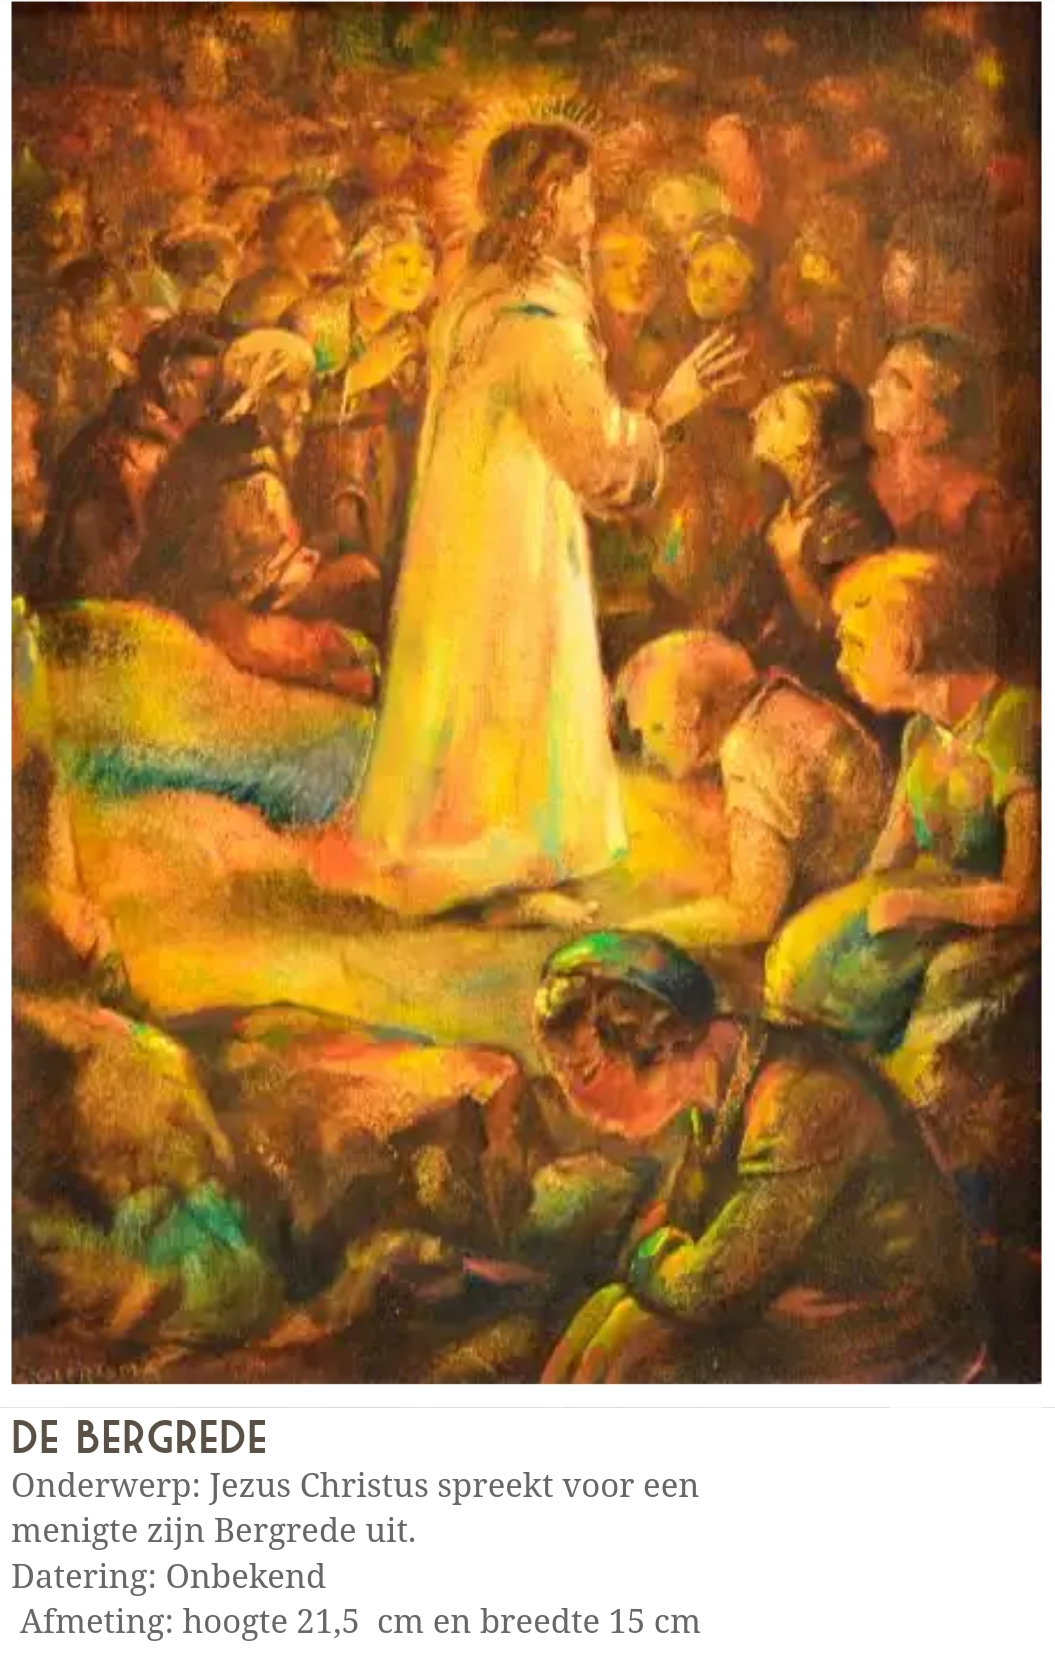 DE BERGREDE
Onderwerp: Jezus Christus spreekt voor een
menigte zijn Bergrede uit.
Datering: Onbekend
Afmeting: hoogte 21,5 cm en breedte 15 cm